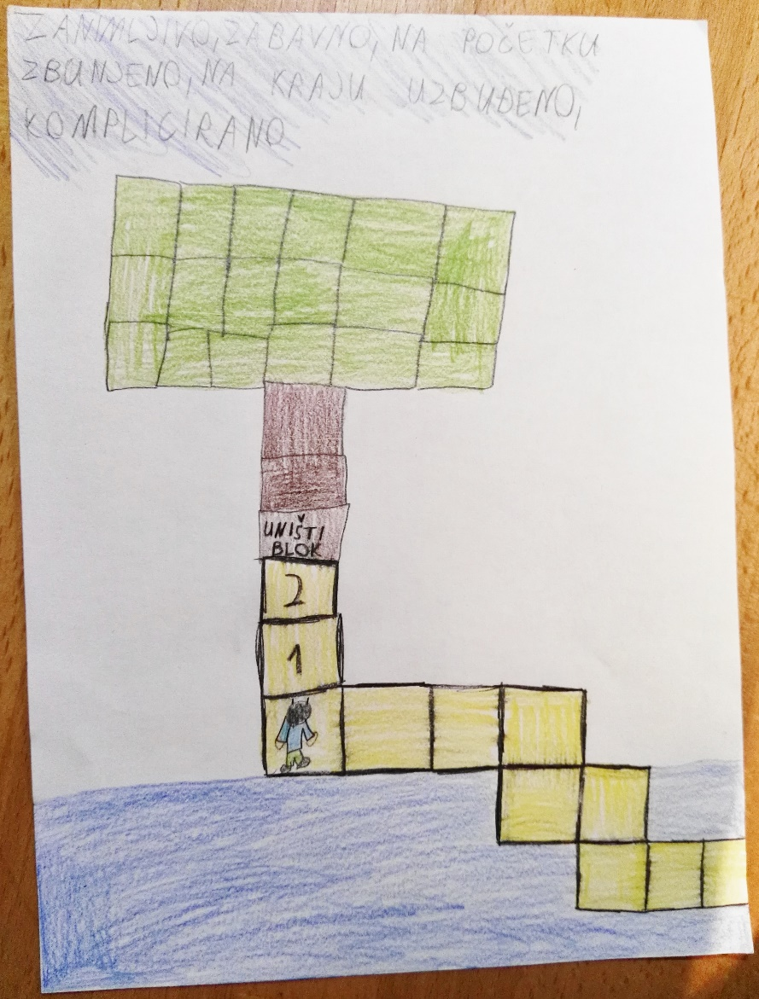 ZANIMLJIVO, ZABAVNO, NA POČETKU
ZBUNJENO, NA KRAJU UZBUĐENO,
KOMPLICIRANO
UNIŠTI
BLOK
2
1